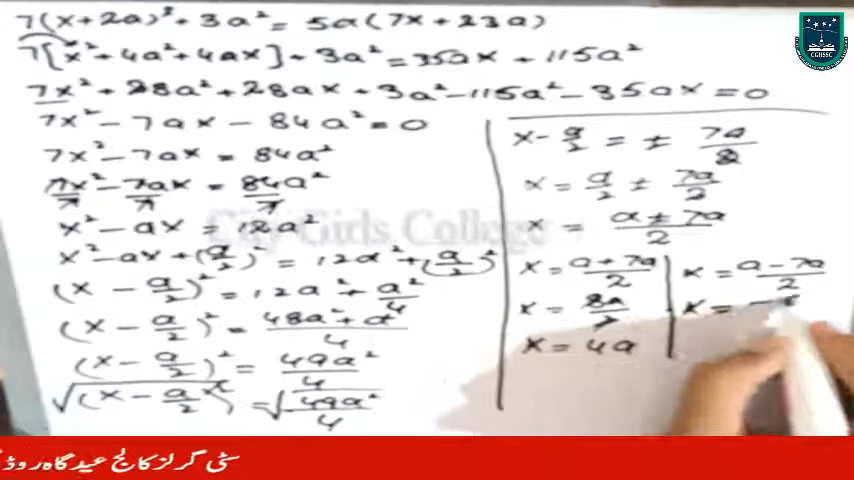 7(x+2a)² + 3a² = 5a(7x+23a)
7[x² + 4a² + 4ax] + 3a² = 35ax + 115a²
7x² + 28a² + 28ax + 3a² - 115a² - 35ax = 0
7x² - 7ax - 84a² = 0
7x² - 7ax = 84a²
7x²/7 - 7ax/7 = 84a²/7
x² - ax = 12a²
x² - ax + (a/2)² = 12a² + (a/2)²
(x - a/2)² = 12a² + a²/4
(x - a/2)² = 48a² + a²/4
(x - a/2)² = 49a²/4
√(x - a/2)² = √49a²/4
x - a/2 = ± 7a/2
x = a/2 ± 7a/2
x = a ± 7a/2
x = a + 7a/2
x = 8a/2
x = 4a
x = a - 7a/2
x =
City Girls College
CGHSSC
سٹی گرلز کالج عیدگاہ روڈ